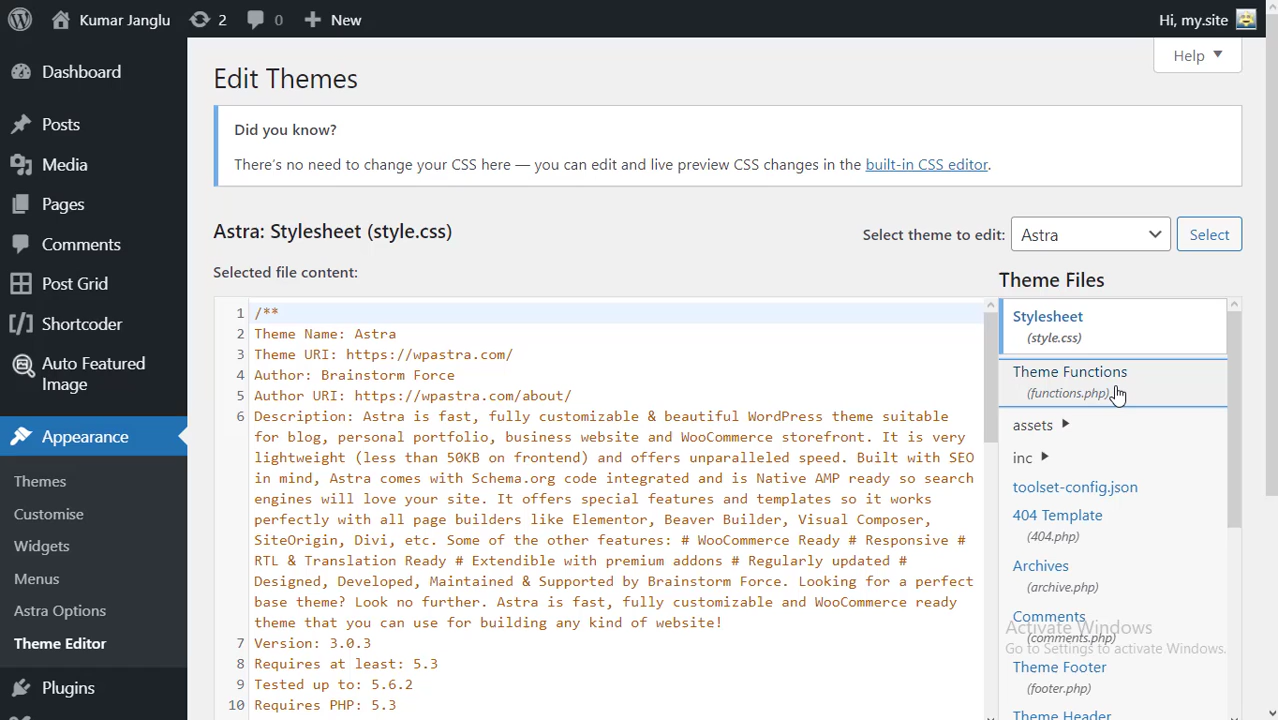 Kumar Janglu
2
0
New
Hi, my.site
Dashboard
Posts
Media
Pages
Comments
Post Grid
Shortcoder
Auto Featured
Image
Appearance
Themes
Customise
Widgets
Menus
Astra Options
Theme Editor
Plugins
Help
Edit Themes
Did you know?
There’s no need to change your CSS here — you can edit and live preview CSS changes in the built-in CSS editor.
Astra: Stylesheet (style.css)
Select theme to edit:
Astra
Select
Selected file content:
1 /**
2 Theme Name: Astra
3 Theme URI: https://wpastra.com/
4 Author: Brainstorm Force
5 Author URI: https://wpastra.com/about/
6 Description: Astra is fast, fully customizable & beautiful WordPress theme suitable
for blog, personal portfolio, business website and WooCommerce storefront. It is very
lightweight (less than 50KB on frontend) and offers unparalleled speed. Built with SEO
in mind, Astra comes with Schema.org code integrated and is Native AMP ready so search
engines will love your site. It offers special features and templates so it works
perfectly with all page builders like Elementor, Beaver Builder, Visual Composer,
SiteOrigin, Divi, etc. Some of the other features: # WooCommerce Ready # Responsive #
RTL & Translation Ready # Extendible with premium addons # Regularly updated #
Designed, Developed, Maintained & Supported by Brainstorm Force. Looking for a perfect
base theme? Look no further. Astra is fast, fully customizable and WooCommerce ready
theme that you can use for building any kind of website!
7 Version: 3.0.3
8 Requires at least: 5.3
9 Tested up to: 5.6.2
10 Requires PHP: 5.3
Theme Files
Stylesheet
(style.css)
Theme Functions
(functions.php)
assets
inc
toolset-config.json
404 Template
(404.php)
Archives
(archive.php)
Comments
(comments.php)
Theme Footer
(footer.php)
Theme Header
Activate Windows
Go to Settings to activate Windows.